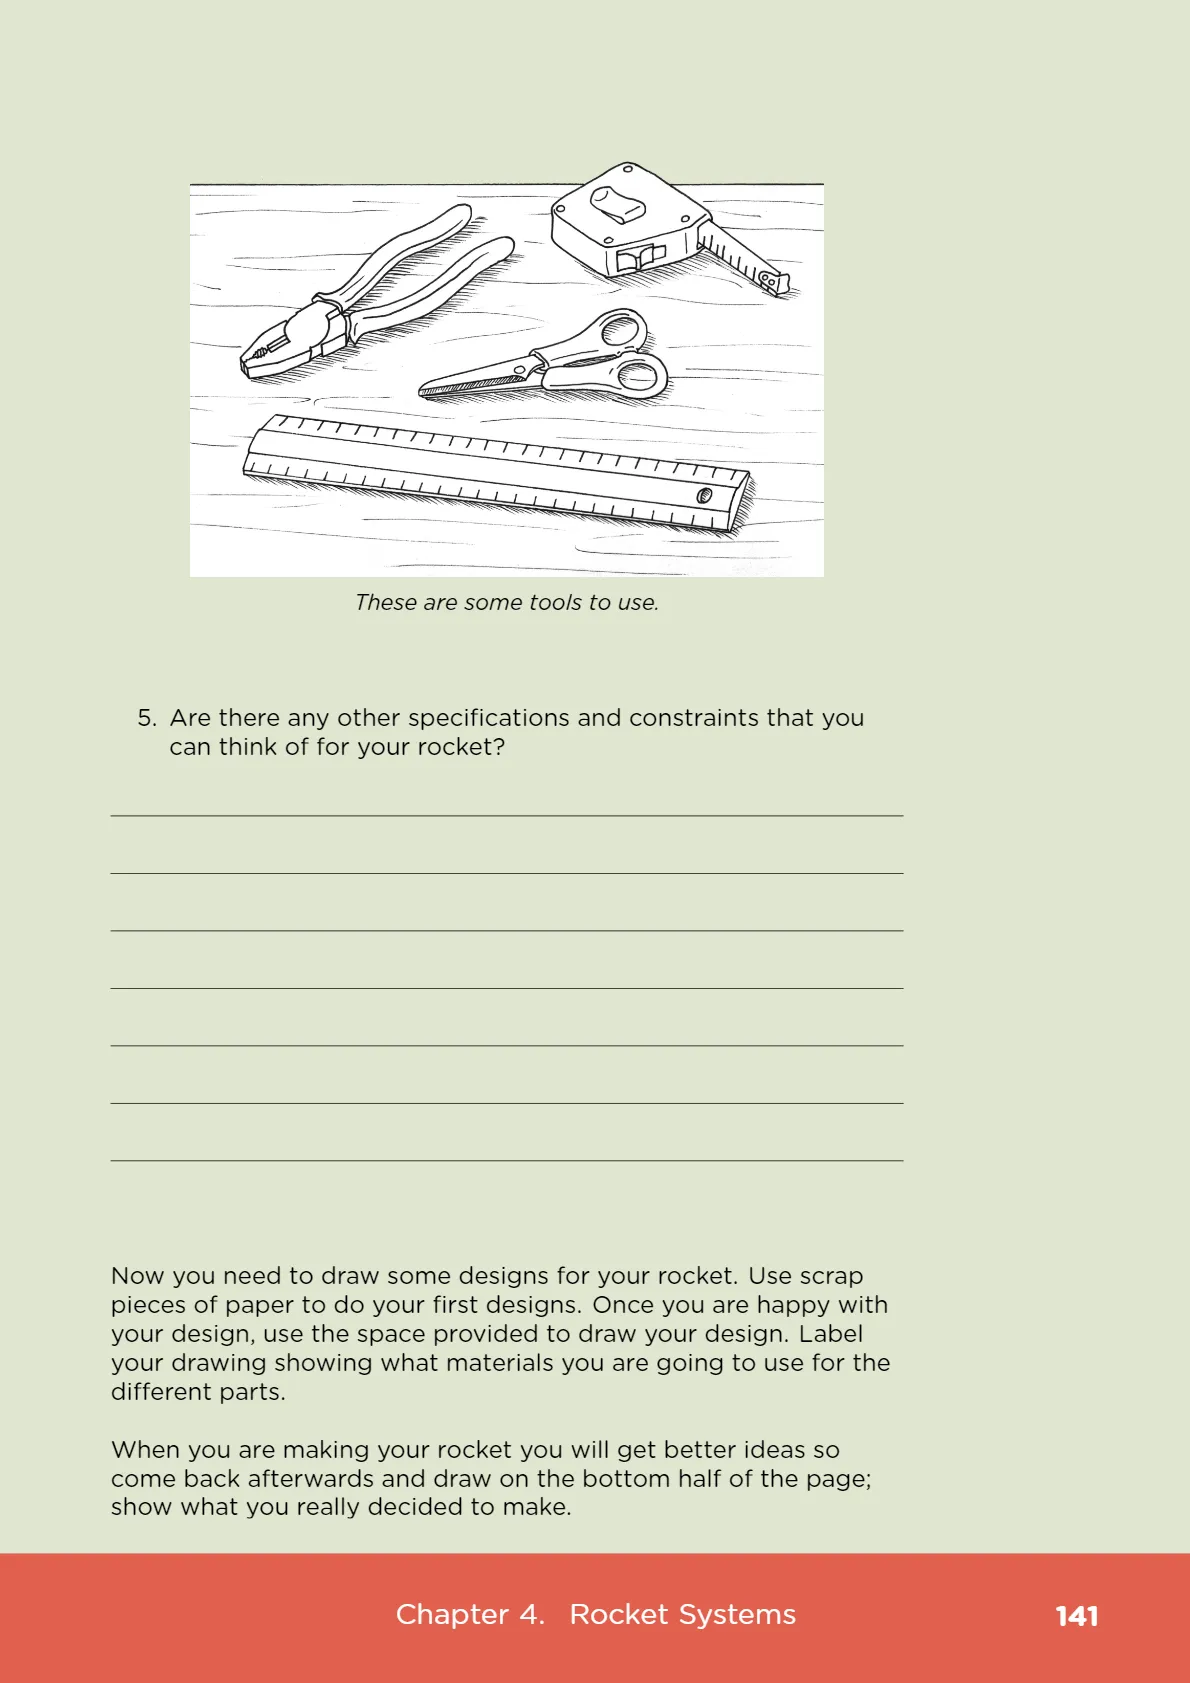 These are some tools to use.
5. Are there any other specifications and constraints that you
can think of for your rocket?
Now you need to draw some designs for your rocket. Use scrap
pieces of paper to do your first designs. Once you are happy with
your design, use the space provided to draw your design. Label
your drawing showing what materials you are going to use for the
different parts.
When you are making your rocket you will get better ideas so
come back afterwards and draw on the bottom half of the page;
show what you really decided to make.
Chapter 4. Rocket Systems
141